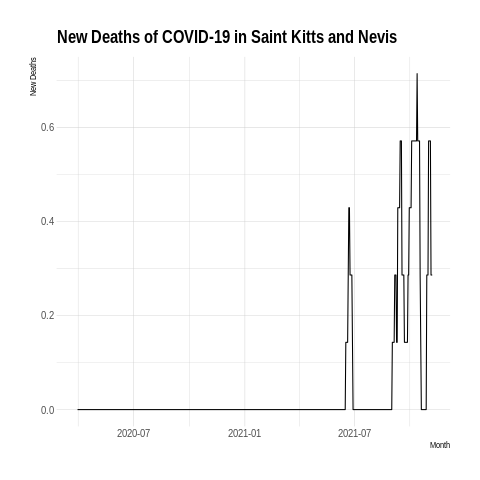 New Deaths of COVID-19 in Saint Kitts and Nevis
New Deaths
0.6
0.4
0.2
0.0
2020-07 2021-01 2021-07
Month